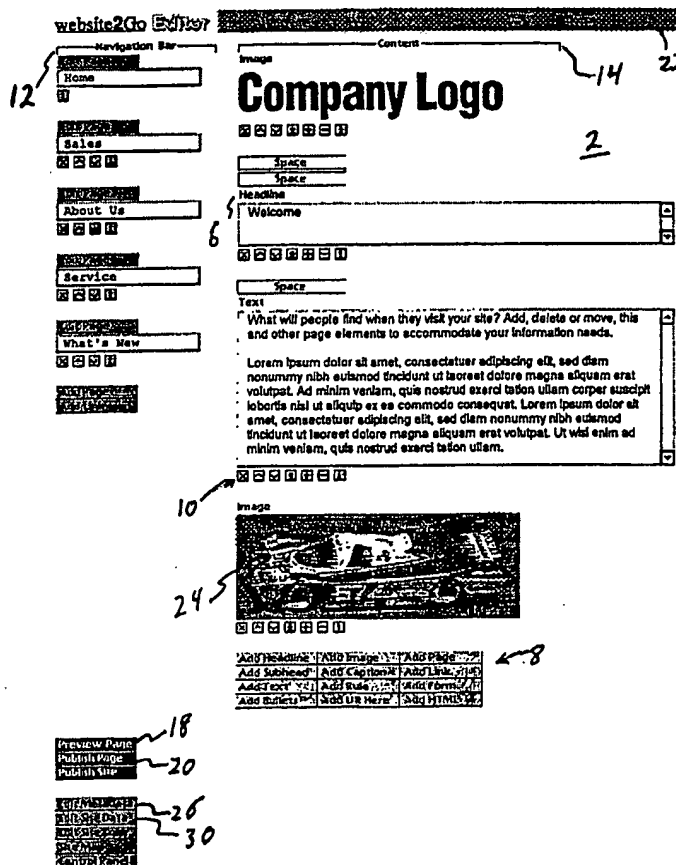 website2Go Editor
22
Navigation Bar
Content
12
14
Image
Home
Company Logo
Sales
2
Space
Space
Headline
About Us
6
Welcome
Service
Space
Text
What's New
What will people find when they visit your site? Add, delete or move, this
and other page elements to accommodate your information needs.
Lorem ipsum dolor sit amet, consectetuer adipiscing elit, sed diam
nonummy nibh euismod tincidunt ut laoreet dolore magna aliquam erat
volutpat. Ad minim veniam, quis nostrud exerci tation ullam corper suscipit
lobortis nisl ut aliquip ex ea commodo consequat. Lorem ipsum dolor sit
amet, consectetuer adipiscing elit, sed diam nonummy nibh euismod
tincidunt ut laoreet dolore magna aliquam erat volutpat. Ut wisi enim ad
minim veniam, quis nostrud exerci tation ullam.
10
Image
24
8
Add Headline Add Image Add Page
Add Subhead Add Caption Add Link
Add Text Add Rule Add Form
Add Bullets Add UR Here Add HTML
18
Preview Page
Publish Page
20
Publish Site
26
Edit Site Data
30
Control Panel